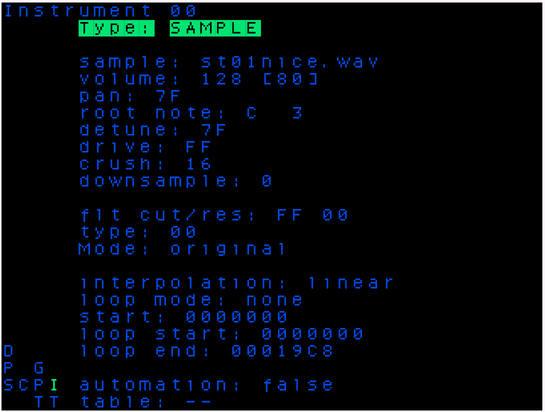 Instrument 00
Type: SAMPLE
sample: st01nice.wav
volume: 128 [80]
pan: 7F
root note: C 3
detune: 7F
drive: FF
crush: 16
downsample: 0
flt cut/res: FF 00
type: 00
Mode: original
interpolation: linear
loop mode: none
start: 0000000
loop start: 0000000
D loop end: 00019C8
P G
SCPI automation: false
TT table: --